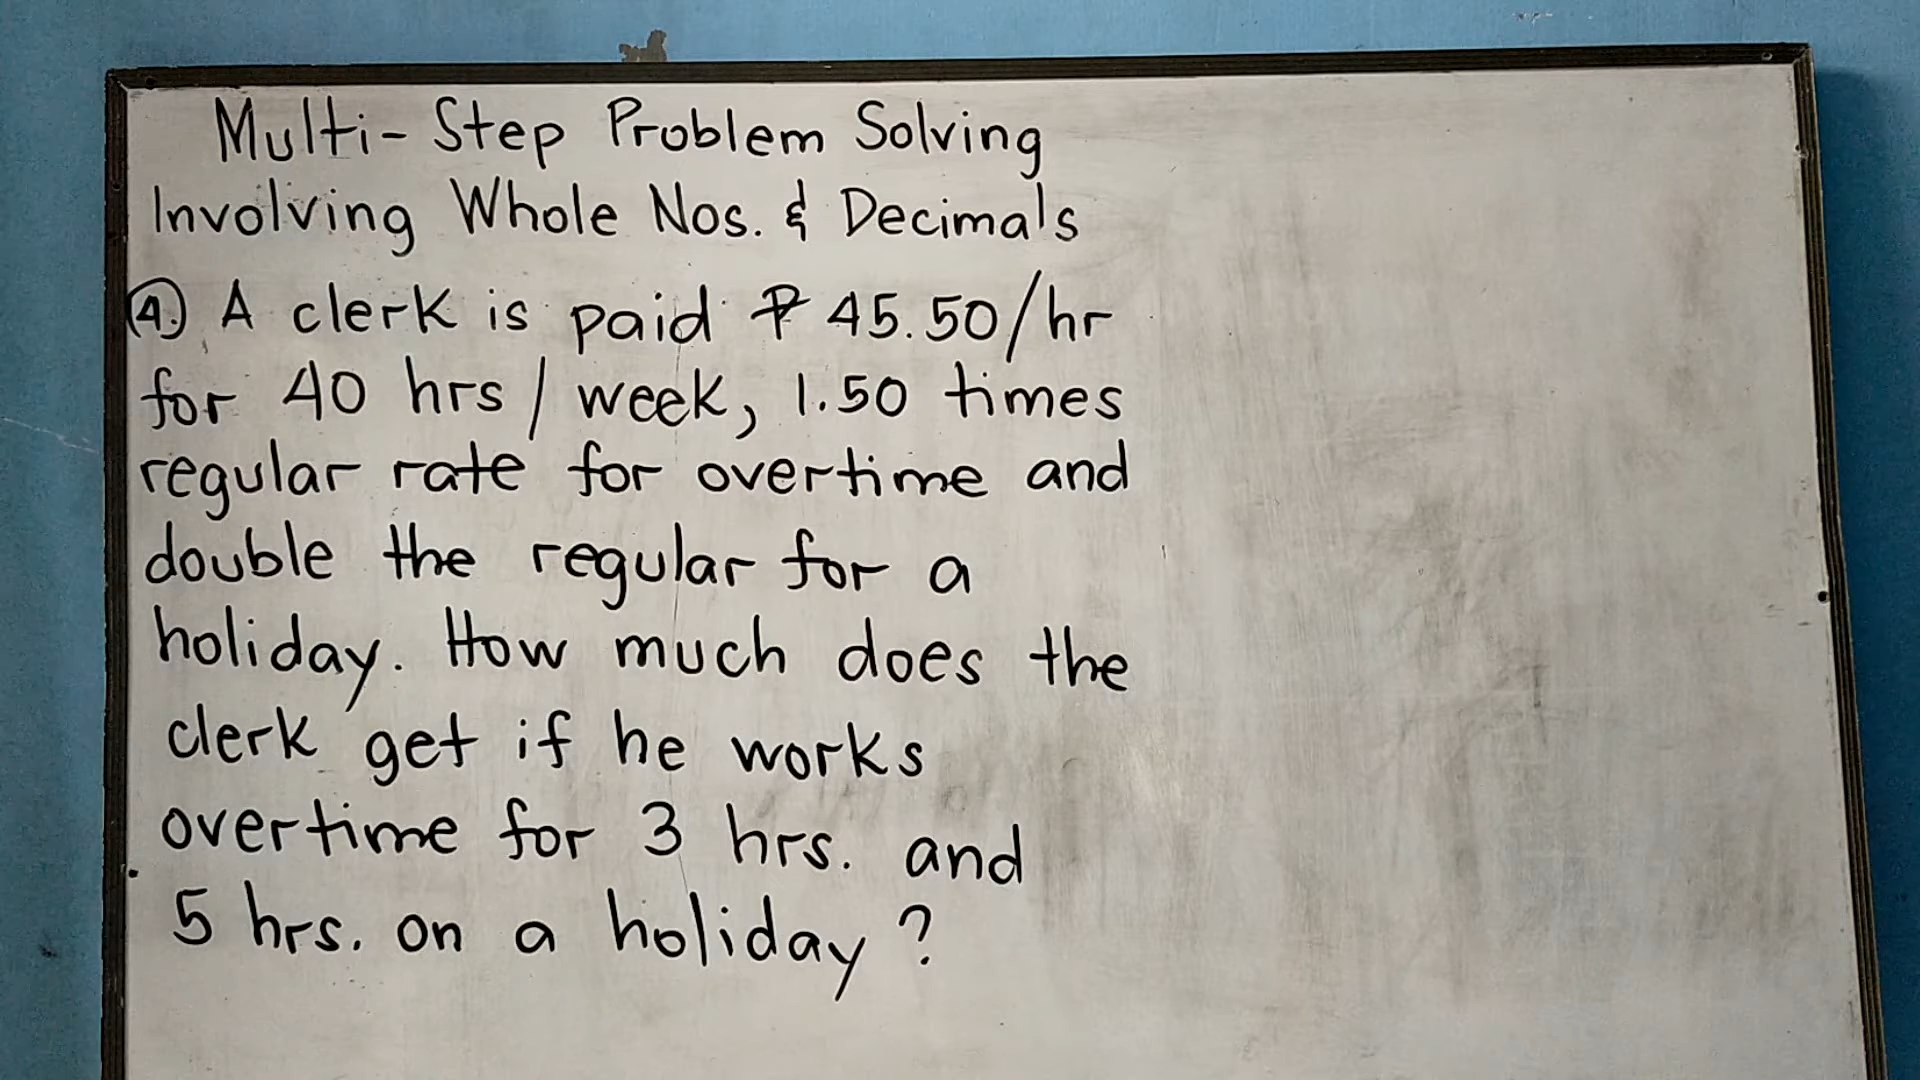 Multi-Step Problem Solving
Involving Whole Nos. & Decimals
4. A clerk is paid ₱ 45.50/hr
for 40 hrs / week, 1.50 times
regular rate for overtime and
double the regular for a
holiday. How much does the
clerk get if he works
overtime for 3 hrs. and
5 hrs. on a holiday?